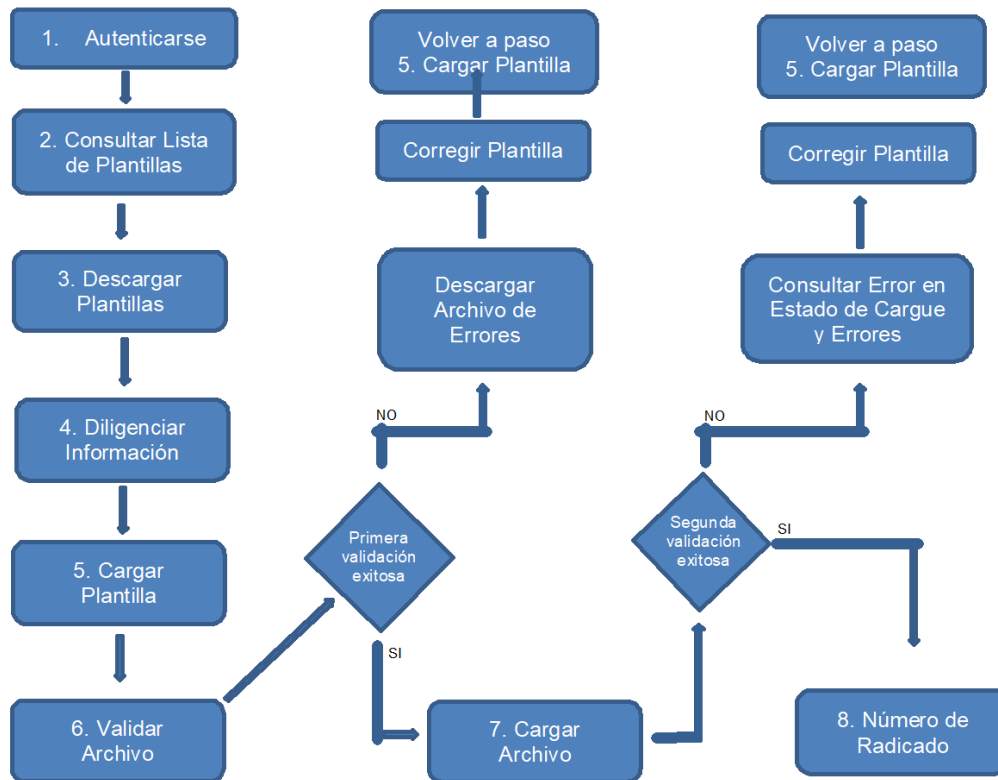 1. Autenticarse
2. Consultar Lista
de Plantillas
3. Descargar
Plantillas
4. Diligenciar
Información
5. Cargar
Plantilla
6. Validar
Archivo
Volver a paso
5. Cargar Plantilla
Corregir Plantilla
Descargar
Archivo de
Errores
NO
Primera
validación
exitosa
SI
7. Cargar
Archivo
Volver a paso
5. Cargar Plantilla
Corregir Plantilla
Consultar Error en
Estado de Cargue
y Errores
NO
Segunda
validación
exitosa
SI
8. Número de
Radicado